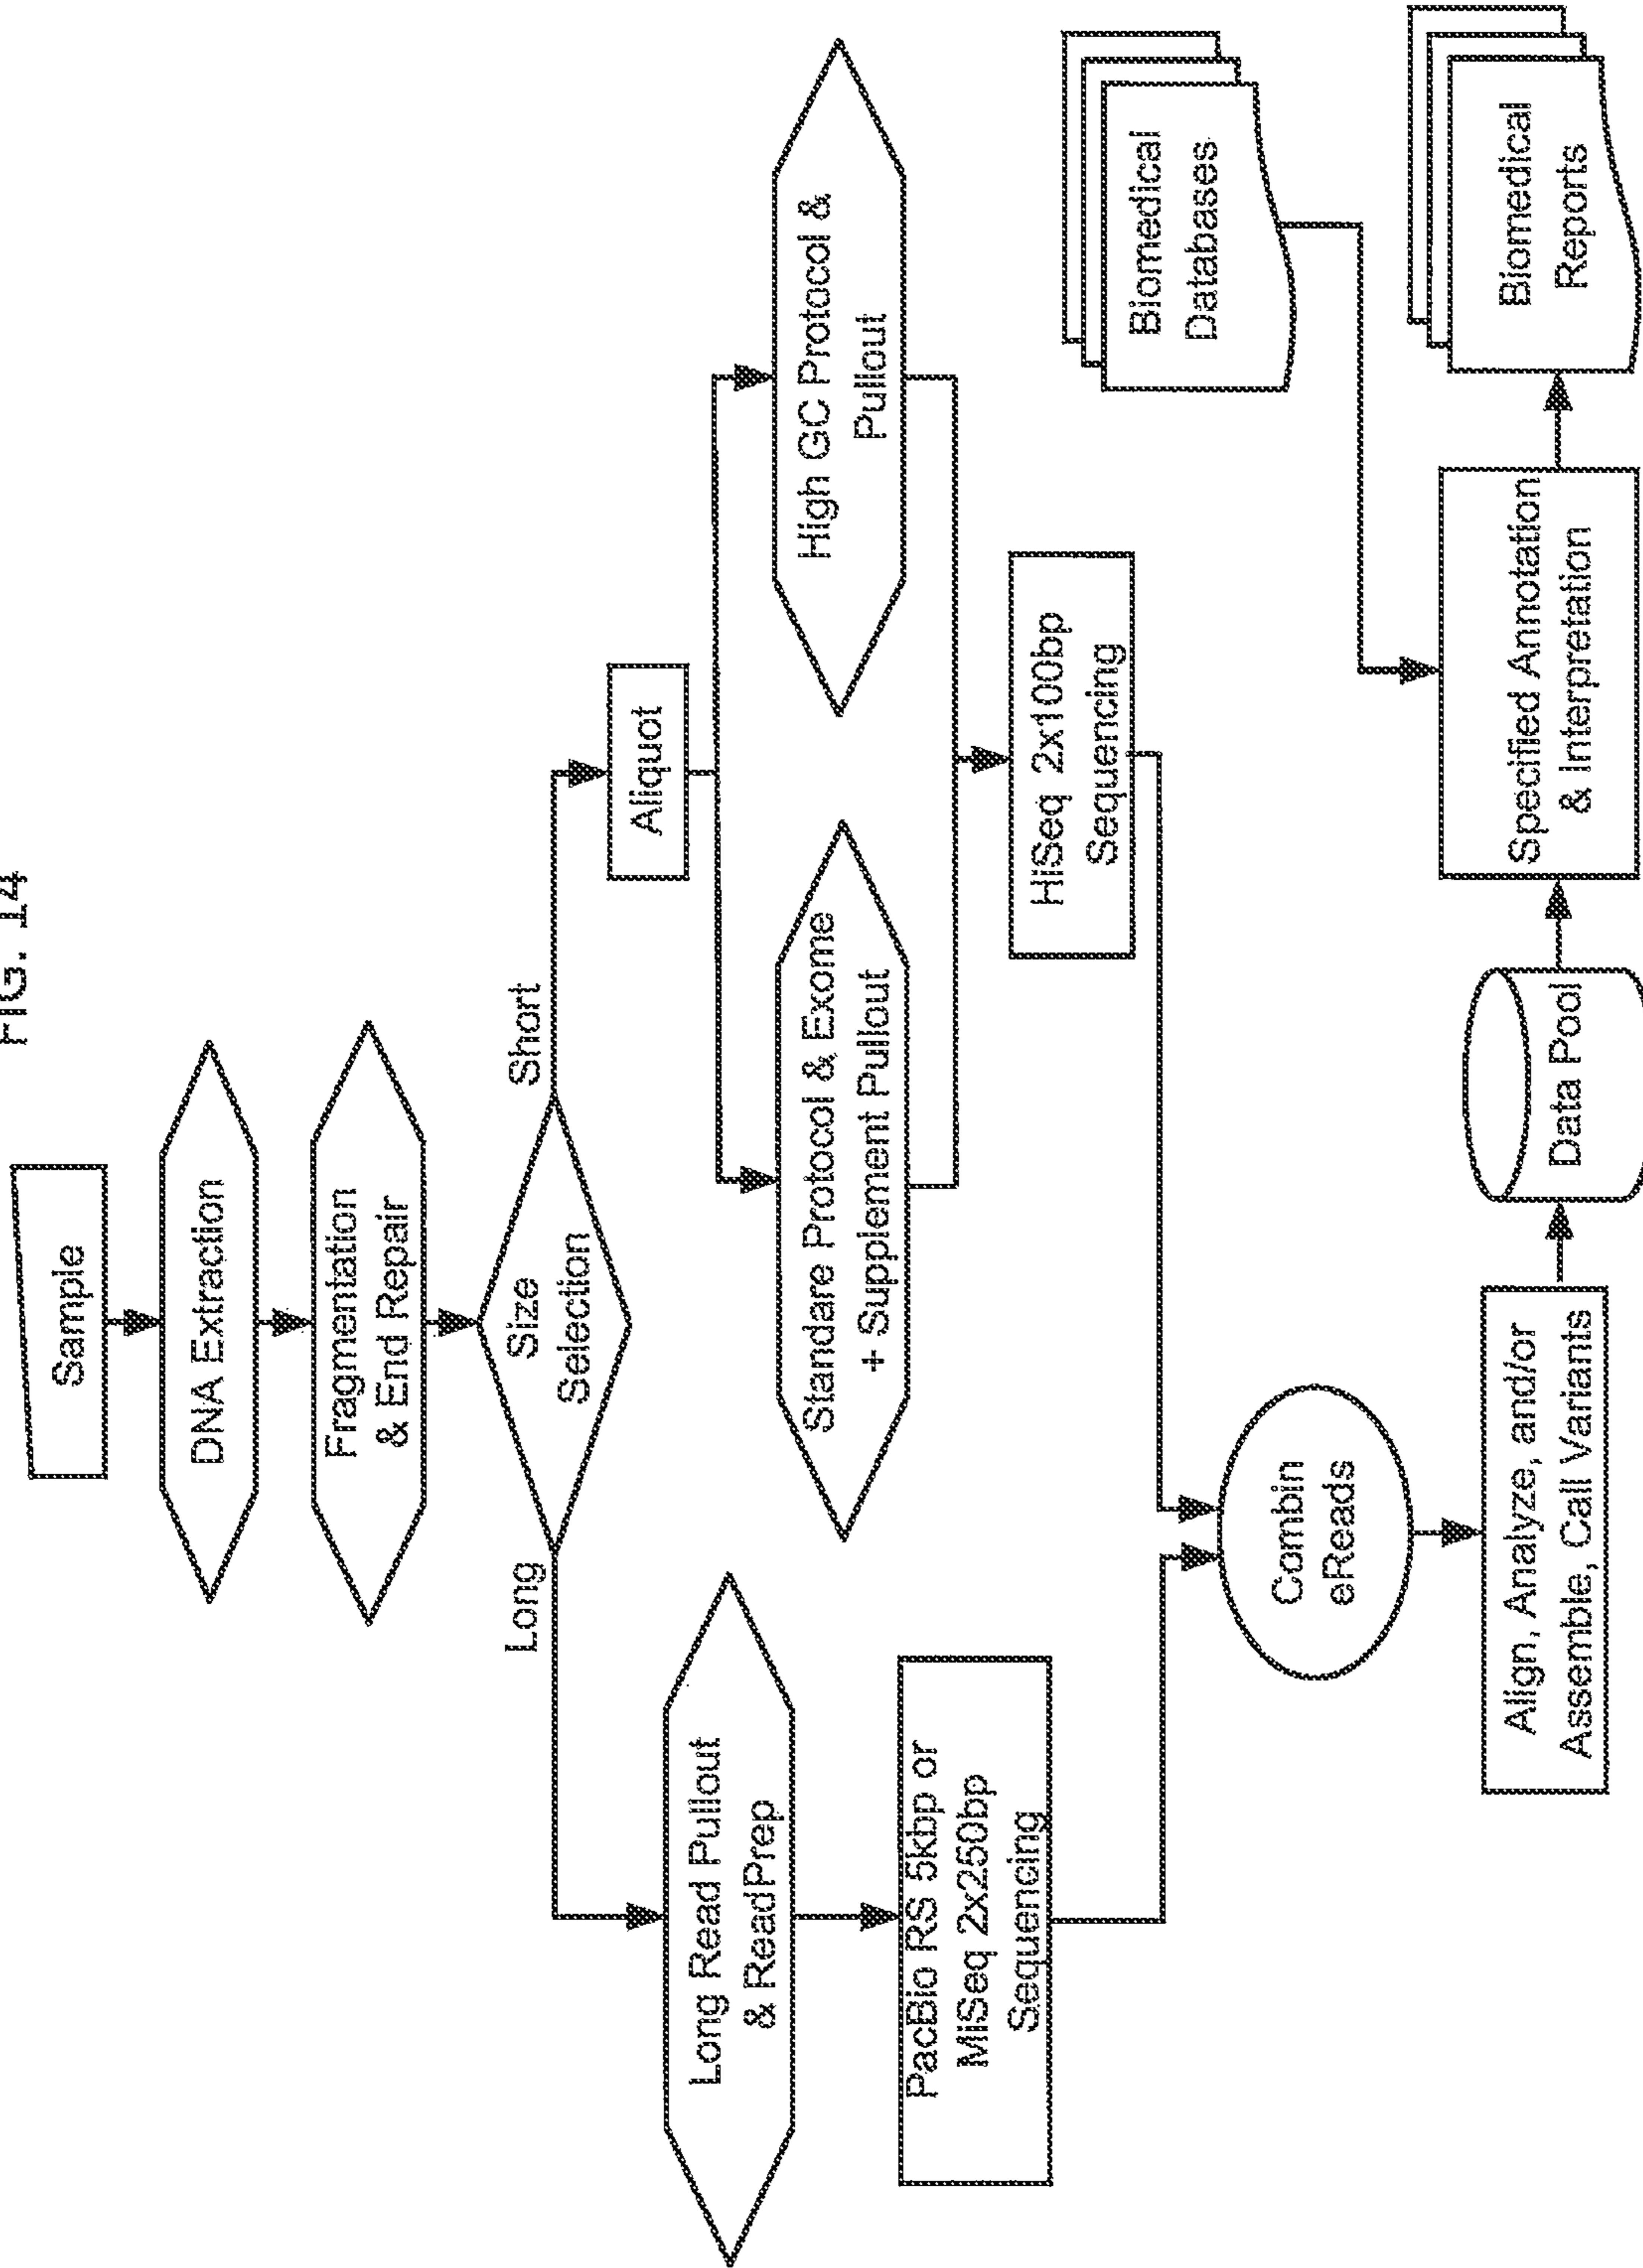 FIG. 14
Sample
DNA Extraction
Fragmentation
& End Repair
Size
Selection
Long
Short
Long Read Pullout
& ReadPrep
Aliquot
Standare Protocol & Exome
+ Supplement Pullout
High GC Protocol &
Pullout
PacBio RS 5kbp or
MiSeq 2x250bp
Sequencing
HiSeq 2x100bp
Sequencing
Combin
eReads
Biomedical
Databases
Align, Analyze, and/or
Assemble, Call Variants
Data Pool
Specified Annotation
& Interpretation
Biomedical
Reports